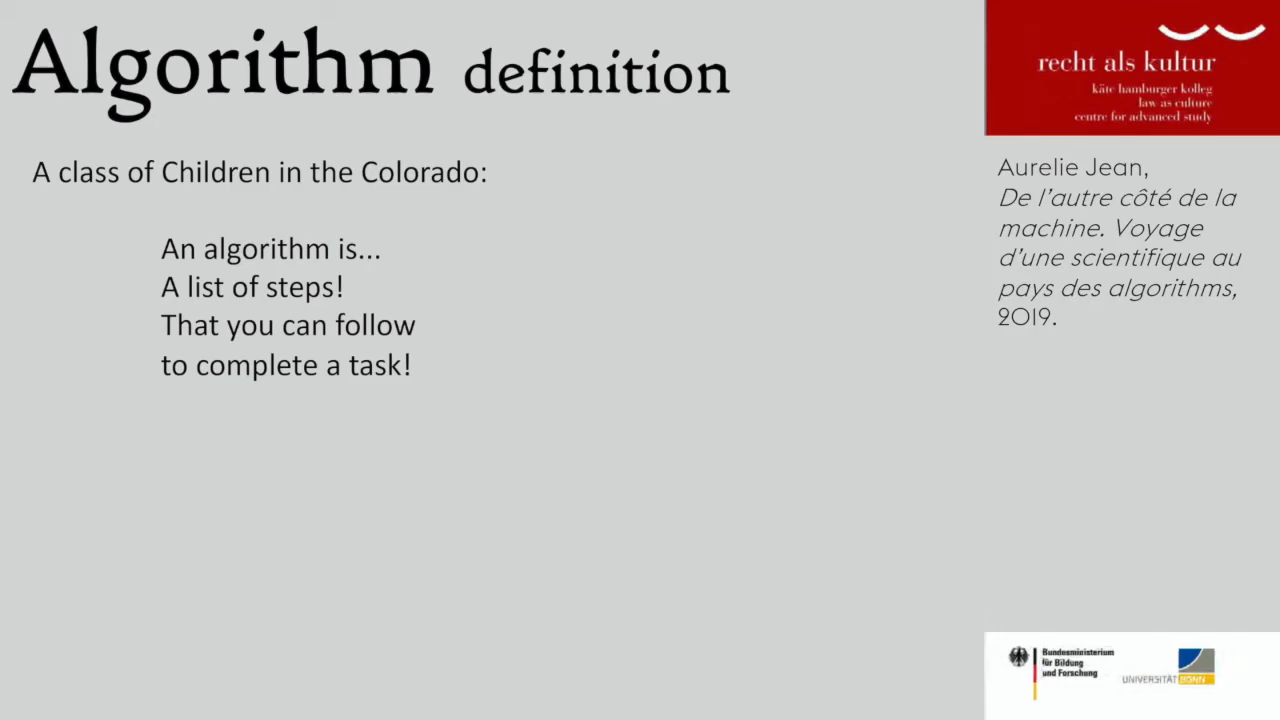 Algorithm definition
A class of Children in the Colorado:
An algorithm is...
A list of steps!
That you can follow
to complete a task!
recht als kultur
käte hamburger kolleg
law as culture
centre for advanced study
Aurelie Jean,
De l'autre côté de la
machine. Voyage
d'une scientifique au
pays des algorithms,
2019.
Bundesministerium
für Bildung
und Forschung
UNIVERSITÄT BONN